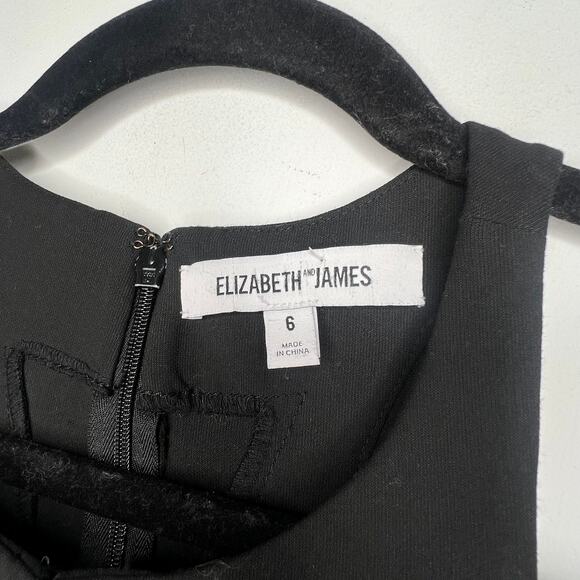 ELIZABETH AND JAMES
6
MADE
IN CHINA